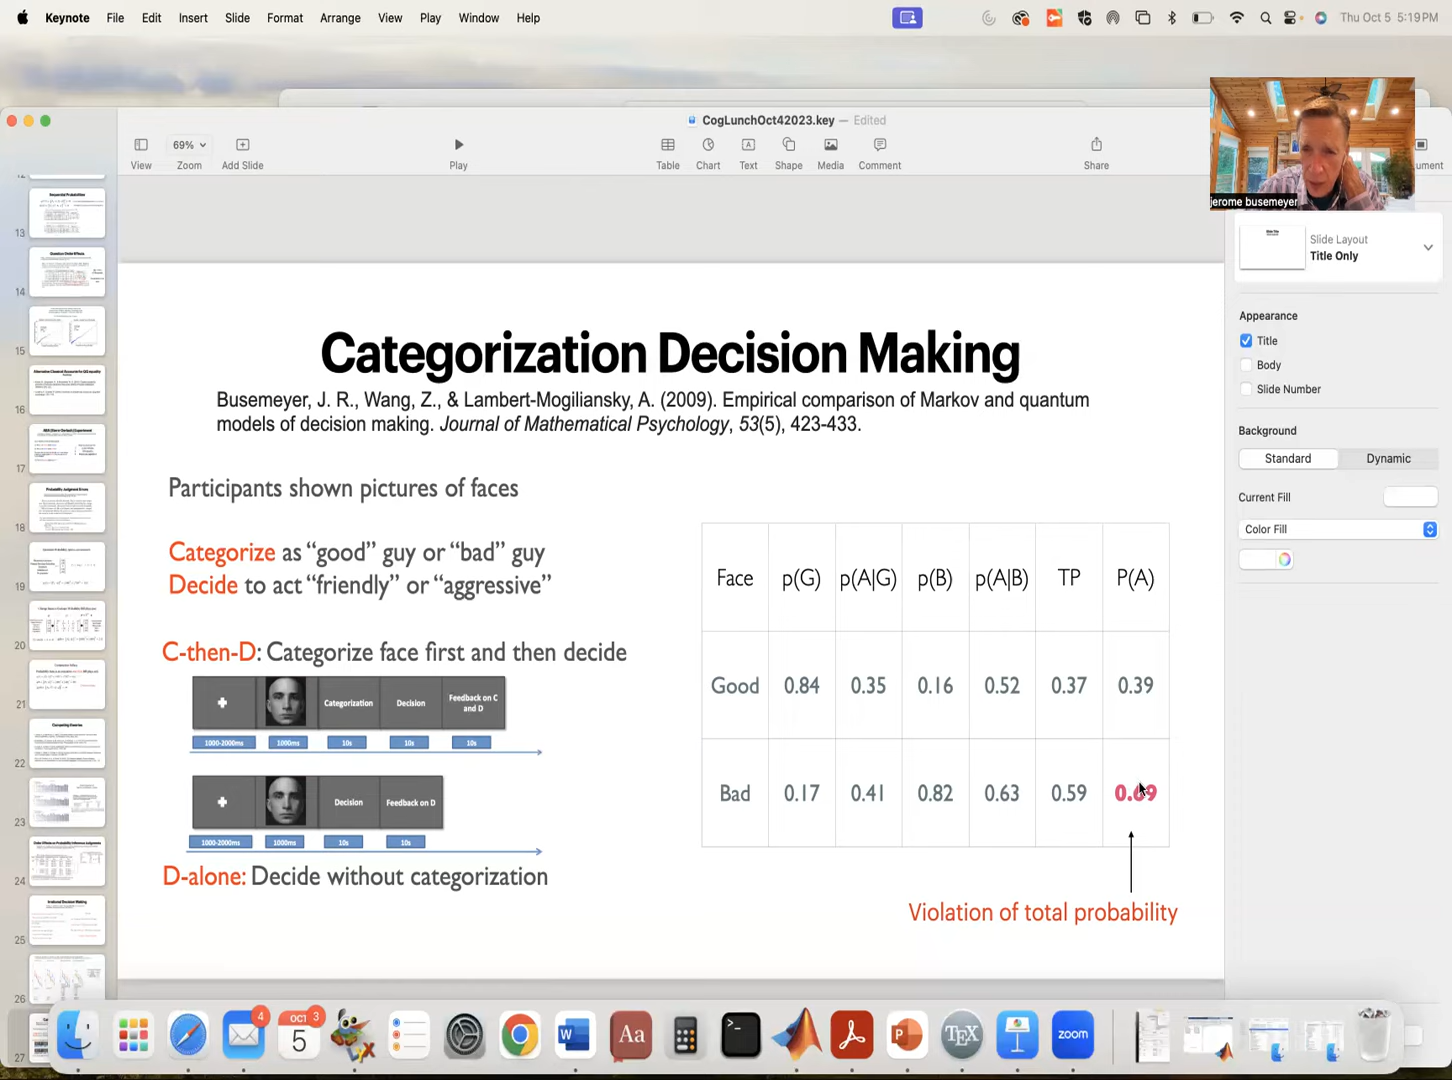 Keynote File Edit Insert Slide Format Arrange View Play Window Help Thu Oct 5 5:19 PM
CogLunchOct42023.key — Edited
69%
View Zoom Add Slide Play Table Chart Text Shape Media Comment Share
jerome busemeyer
Slide Layout
Title Only
Appearance
Title
Body
Slide Number
Background
Standard Dynamic
Current Fill
Color Fill
13
14
15
16
17
18
19
20
21
22
23
24
25
26
27
Categorization Decision Making
Busemeyer, J. R., Wang, Z., & Lambert-Mogiliansky, A. (2009). Empirical comparison of Markov and quantum
models of decision making. Journal of Mathematical Psychology, 53(5), 423-433.
Participants shown pictures of faces
Categorize as “good” guy or “bad” guy
Decide to act “friendly” or “aggressive”
C-then-D: Categorize face first and then decide
Categorization Decision Feedback on C
and D
1000-2000ms 1000ms 10s 10s 10s
Decision Feedback on D
1000-2000ms 1000ms 10s 10s
D-alone: Decide without categorization
Face p(G) p(A|G) p(B) p(A|B) TP P(A)
Good 0.84 0.35 0.16 0.52 0.37 0.39
Bad 0.17 0.41 0.82 0.63 0.59
Violation of total probability
4
OCT 3
5
Aa
TEX
zoom